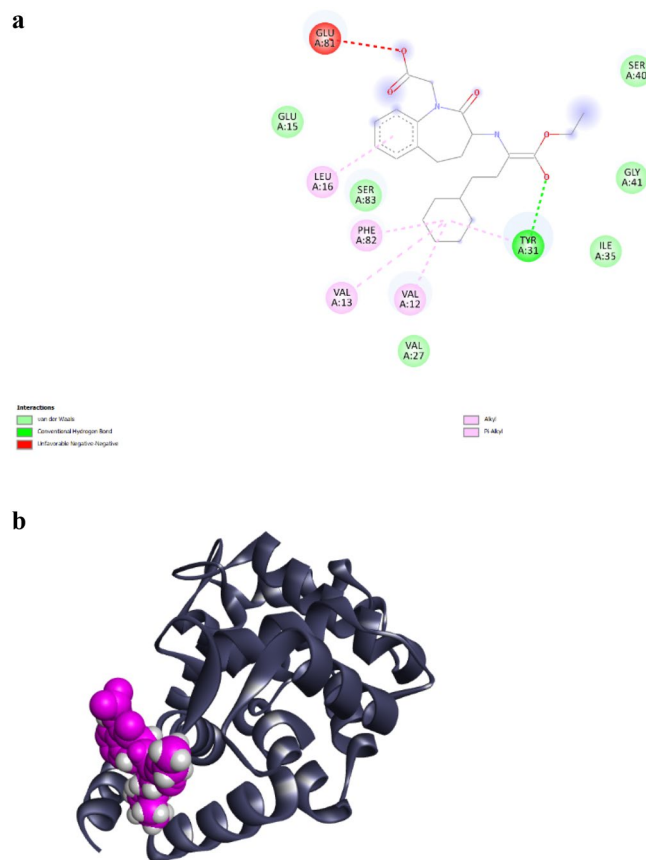 a
GLU
A:81
O
O
SER
A:40
N
O
GLU
A:15
N
O
LEU
A:16
SER
A:83
O
GLY
A:41
PHE
A:82
TYR
A:31
ILE
A:35
VAL
A:13
VAL
A:12
VAL
A:27
Interactions
van der Waals
Conventional Hydrogen Bond
Unfavorable Negative-Negative
Alkyl
Pi-Alkyl
b